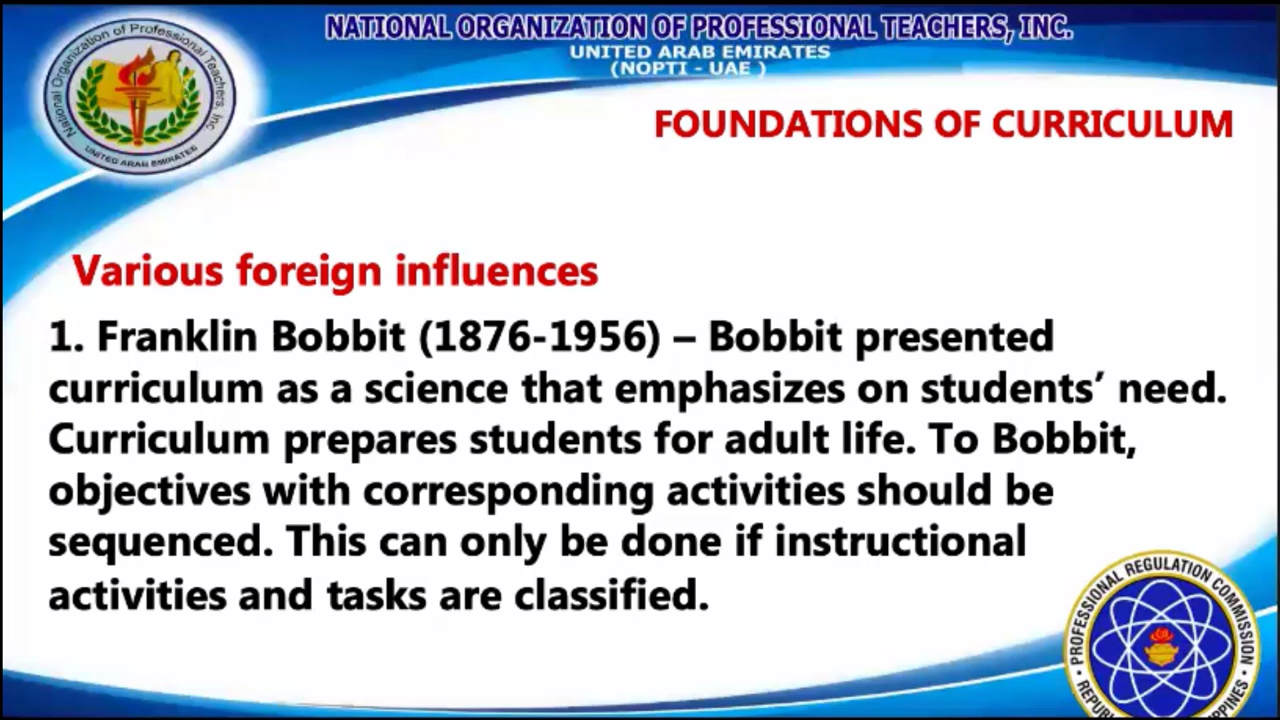 NATIONAL ORGANIZATION OF PROFESSIONAL TEACHERS, INC.
UNITED ARAB EMIRATES
(NOPTI - UAE )
National Organization of Professional Teachers, Inc
UNITED ARAB EMIRATES
FOUNDATIONS OF CURRICULUM
Various foreign influences
1. Franklin Bobbit (1876-1956) – Bobbit presented
curriculum as a science that emphasizes on students’ need.
Curriculum prepares students for adult life. To Bobbit,
objectives with corresponding activities should be
sequenced. This can only be done if instructional
activities and tasks are classified.
PROFESSIONAL REGULATION COMMISSION